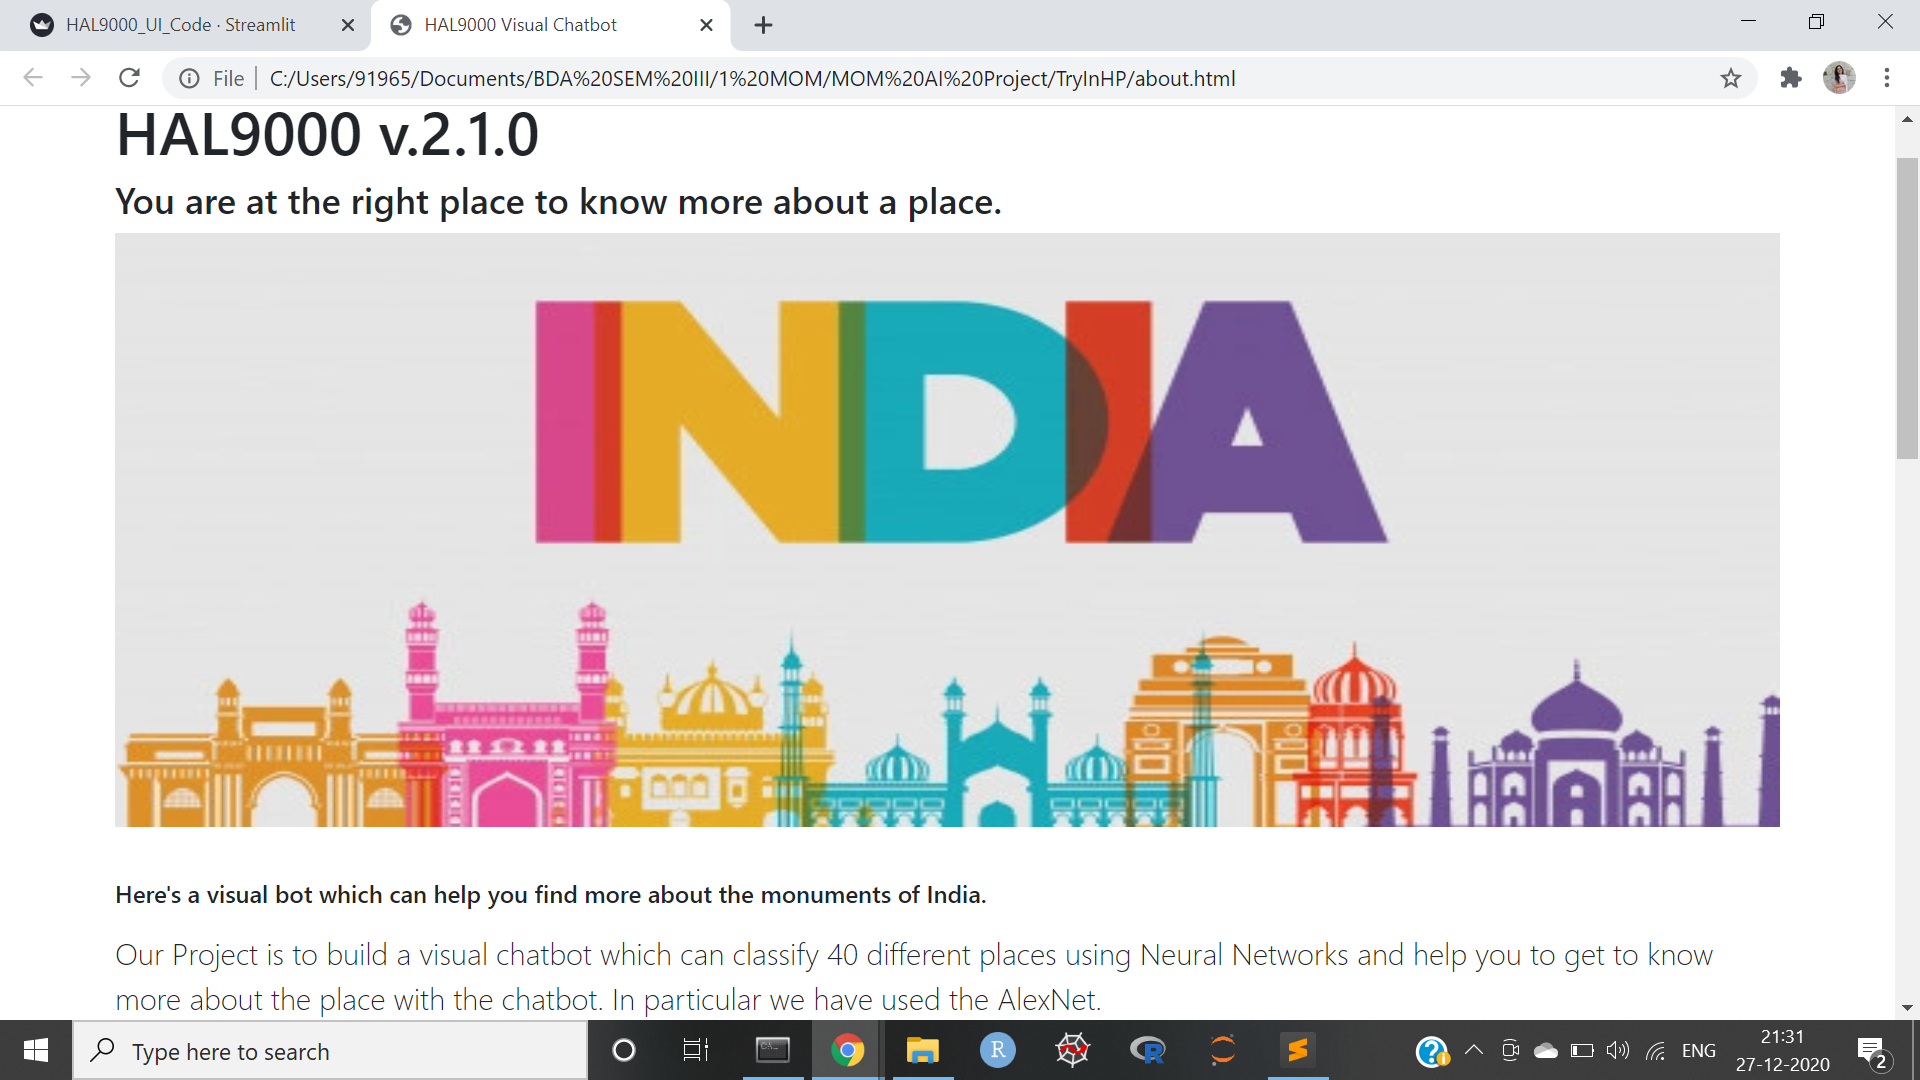 HAL9000_UI_Code · Streamlit
HAL9000 Visual Chatbot
File
C:/Users/91965/Documents/BDA%20SEM%20III/1%20MOM/MOM%20AI%20Project/TryInHP/about.html
HAL9000 v.2.1.0
You are at the right place to know more about a place.
INDIA
Here's a visual bot which can help you find more about the monuments of India.
Our Project is to build a visual chatbot which can classify 40 different places using Neural Networks and help you to get to know
more about the place with the chatbot. In particular we have used the AlexNet.
Type here to search
R
R
ENG
21:31
27-12-2020
2